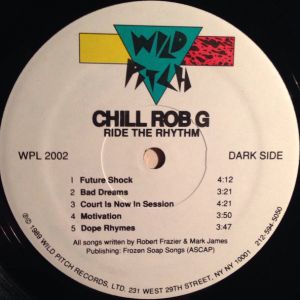 WILD
PITCH
CHILL ROB G
RIDE THE RHYTHM
WPL 2002
DARK SIDE
1 Future Shock 4:12
2 Bad Dreams 3:21
3 Court Is Now In Session 4:21
4 Motivation 3:50
5 Dope Rhymes 3:47
All songs written by Robert Frazier & Mark James
Publishing: Frozen Soap Songs (ASCAP)
℗© 1989 WILD PITCH RECORDS, LTD. 231 WEST 29TH STREET, NY, NY 10001 212-594-5050